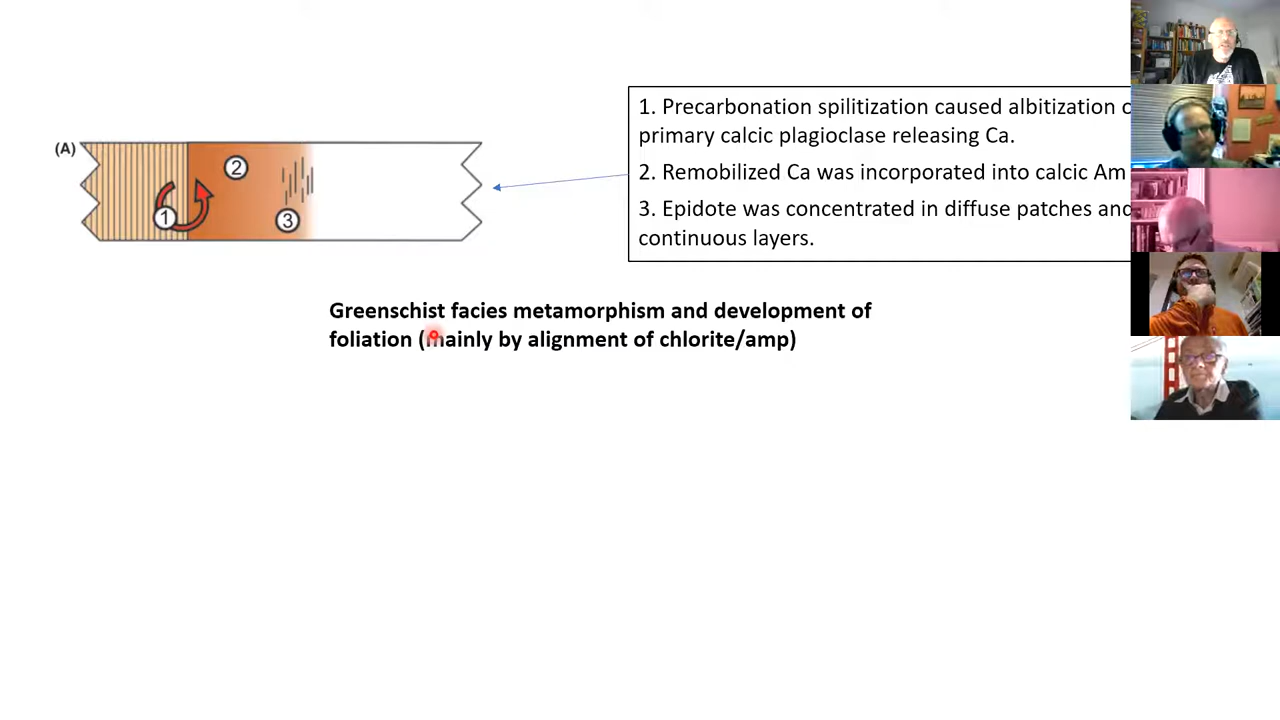 (A)
1
2
3
1. Precarbonation spilitization caused albitization
primary calcic plagioclase releasing Ca.
2. Remobilized Ca was incorporated into calcic Am
3. Epidote was concentrated in diffuse patches and
continuous layers.
Greenschist facies metamorphism and development of
foliation (mainly by alignment of chlorite/amp)